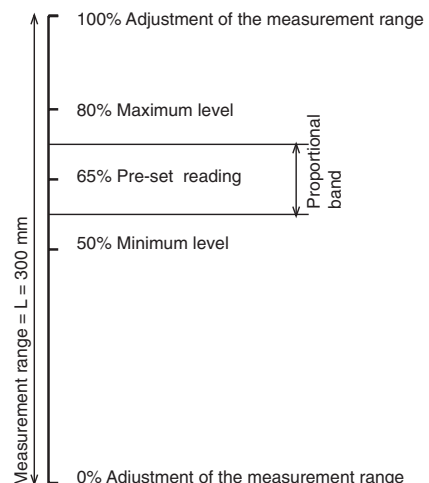 100% Adjustment of the measurement range
80% Maximum level
65% Pre-set reading
Proportional
band
50% Minimum level
Measurement range = L = 300 mm
0% Adjustment of the measurement range